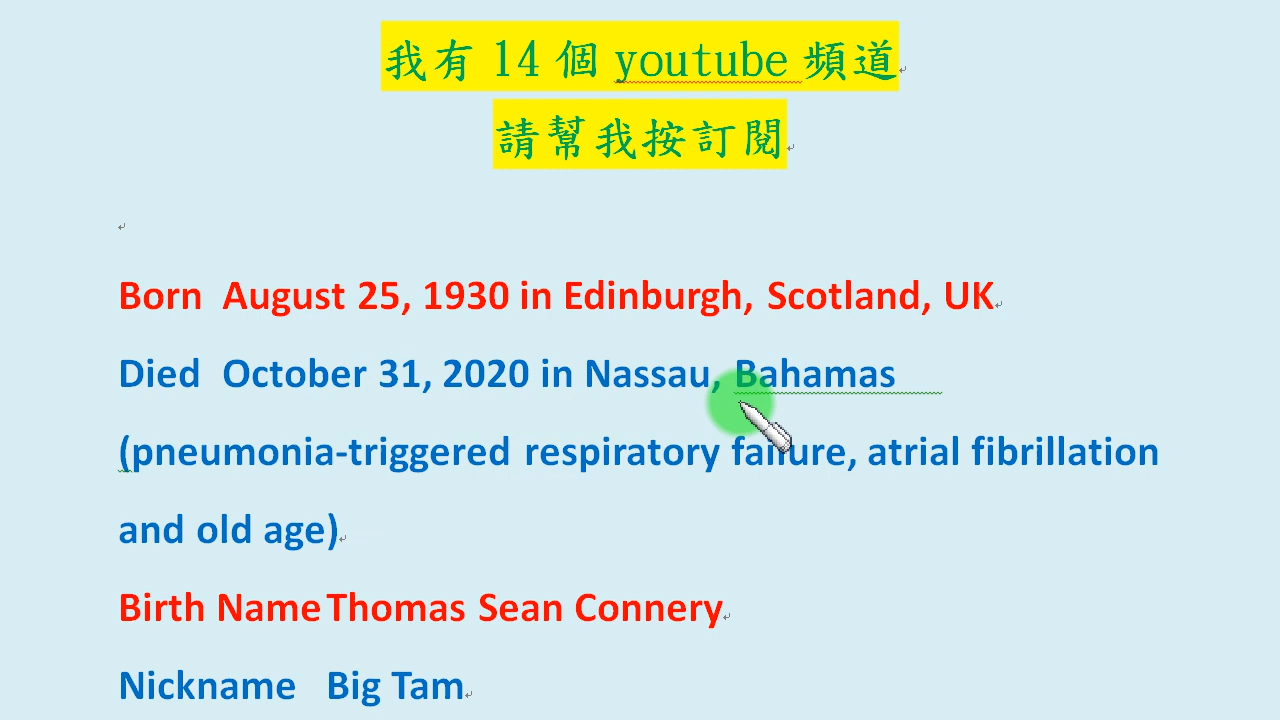 我有 14 個 youtube 頻道
請幫我按訂閱
Born August 25, 1930 in Edinburgh, Scotland, UK
Died October 31, 2020 in Nassau, Bahamas
(pneumonia-triggered respiratory failure, atrial fibrillation
and old age)
Birth Name Thomas Sean Connery
Nickname Big Tam